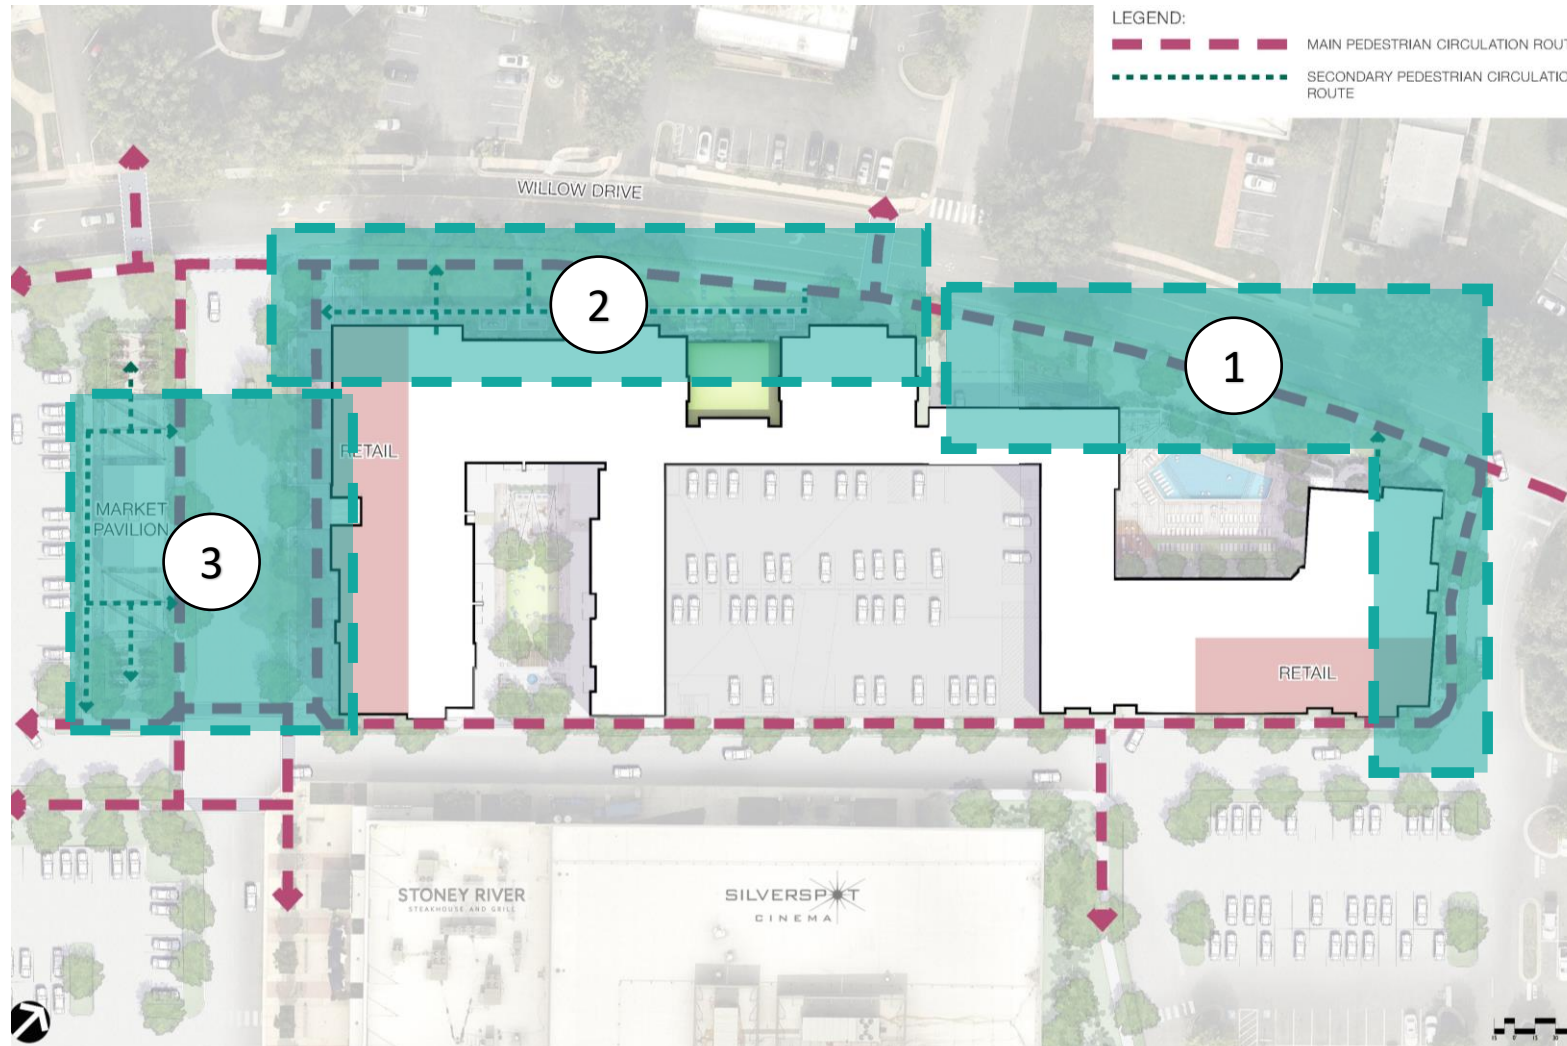 LEGEND:
MAIN PEDESTRIAN CIRCULATION ROUT
SECONDARY PEDESTRIAN CIRCULATIO
ROUTE
WILLOW DRIVE
2
1
RETAIL
MARKET
PAVILION
3
RETAIL
STONEY RIVER
STEAKHOUSE AND GRILL
SILVERSPOT
CINEMA